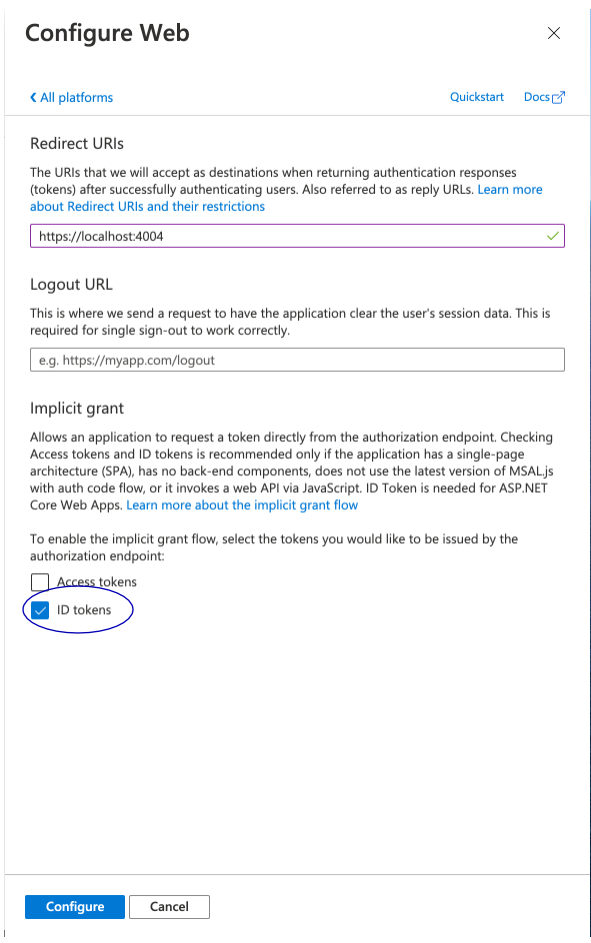 Configure Web
All platforms
Quickstart Docs
Redirect URIs
The URIs that we will accept as destinations when returning authentication responses
(tokens) after successfully authenticating users. Also referred to as reply URLs. Learn more
about Redirect URIs and their restrictions
https://localhost:4004
Logout URL
This is where we send a request to have the application clear the user's session data. This is
required for single sign-out to work correctly.
e.g. https://myapp.com/logout
Implicit grant
Allows an application to request a token directly from the authorization endpoint. Checking
Access tokens and ID tokens is recommended only if the application has a single-page
architecture (SPA), has no back-end components, does not use the latest version of MSAL.js
with auth code flow, or it invokes a web API via JavaScript. ID Token is needed for ASP.NET
Core Web Apps. Learn more about the implicit grant flow
To enable the implicit grant flow, select the tokens you would like to be issued by the
authorization endpoint:
Access tokens
ID tokens
Configure Cancel